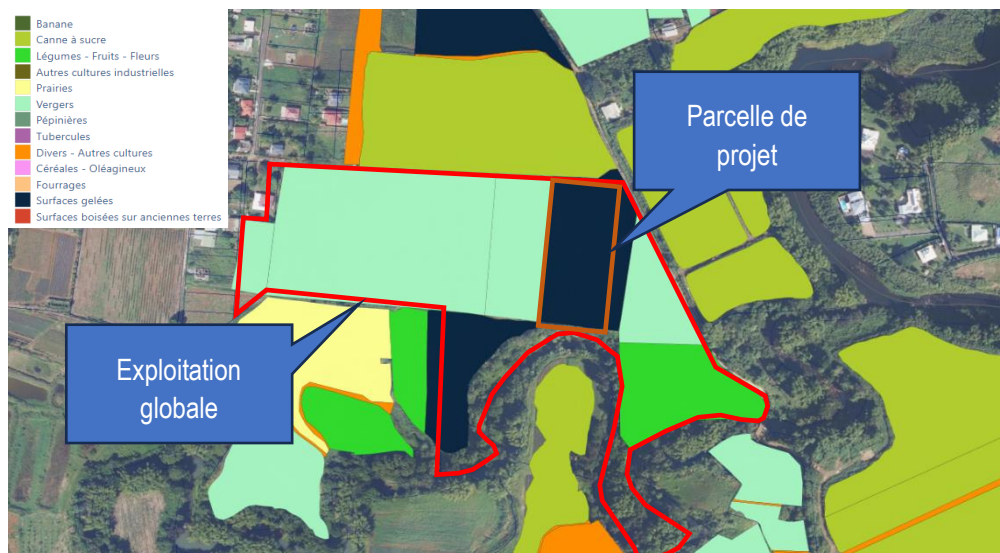 Banane
Canne à sucre
Légumes - Fruits - Fleurs
Autres cultures industrielles
Prairies
Vergers
Pépinières
Tubercules
Divers - Autres cultures
Céréales - Oléagineux
Fourrages
Surfaces gelées
Surfaces boisées sur anciennes terres
Parcelle de
projet
Exploitation
globale